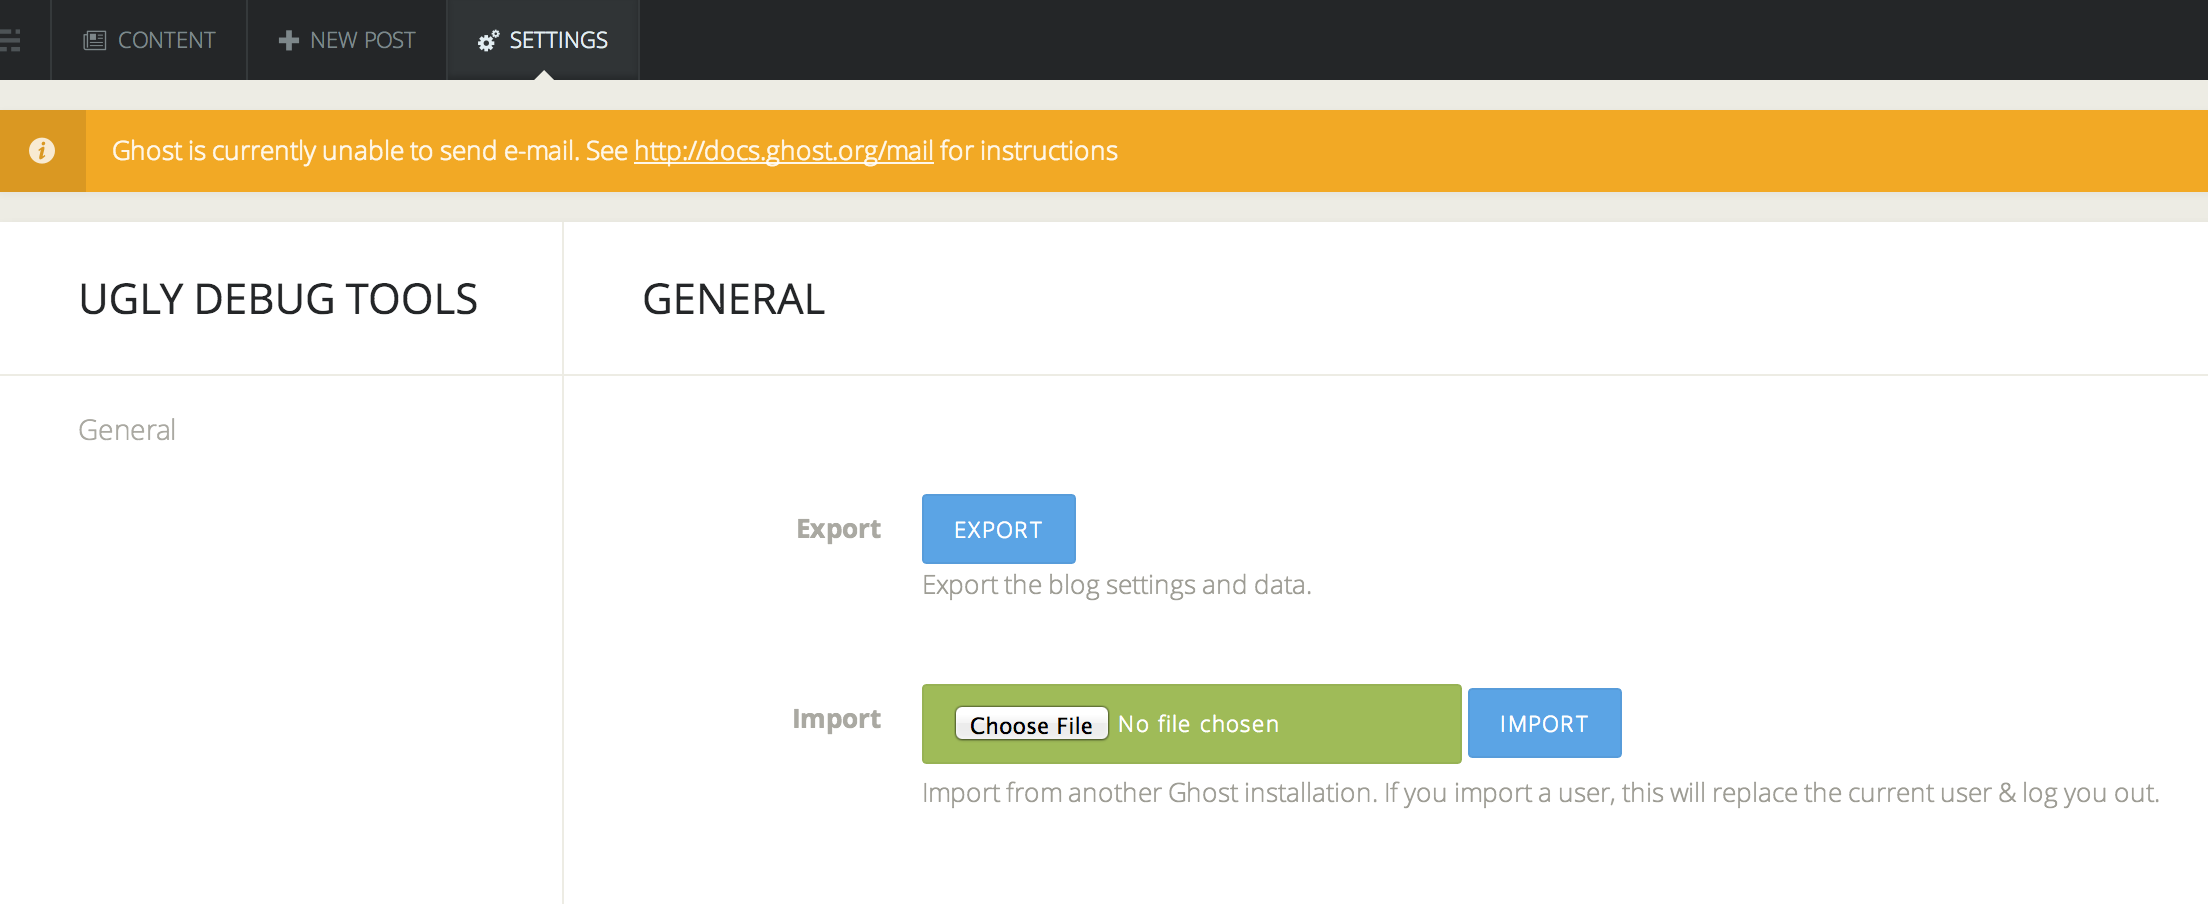 CONTENT
NEW POST
SETTINGS
Ghost is currently unable to send e-mail. See http://docs.ghost.org/mail for instructions
UGLY DEBUG TOOLS
GENERAL
General
Export
EXPORT
Export the blog settings and data.
Import
Choose File No file chosen
IMPORT
Import from another Ghost installation. If you import a user, this will replace the current user & log you out.